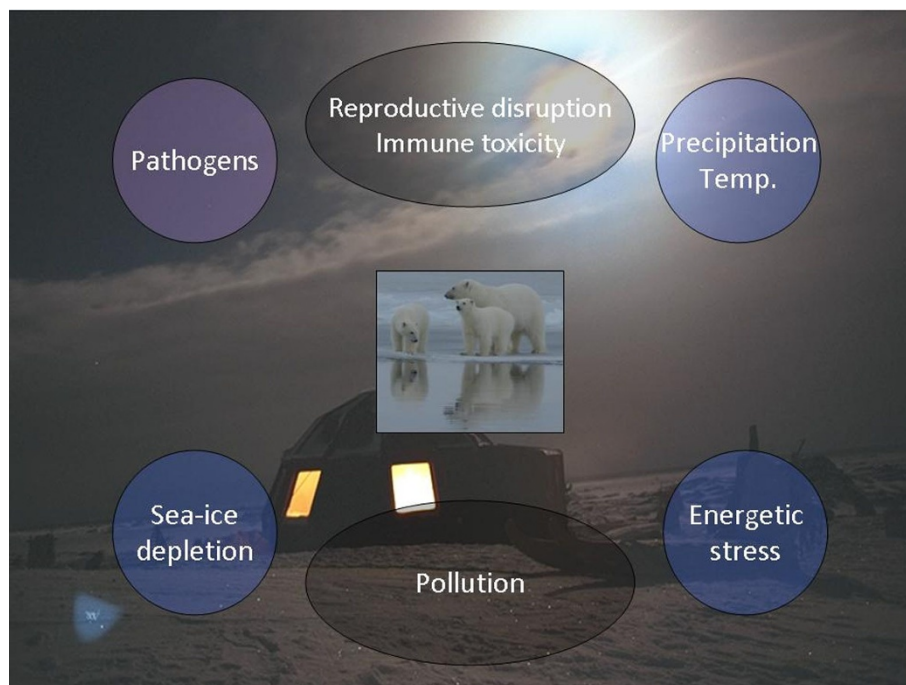 Reproductive disruption
Immune toxicity
Pathogens
Precipitation
Temp.
Sea-ice
depletion
Energetic
stress
Pollution